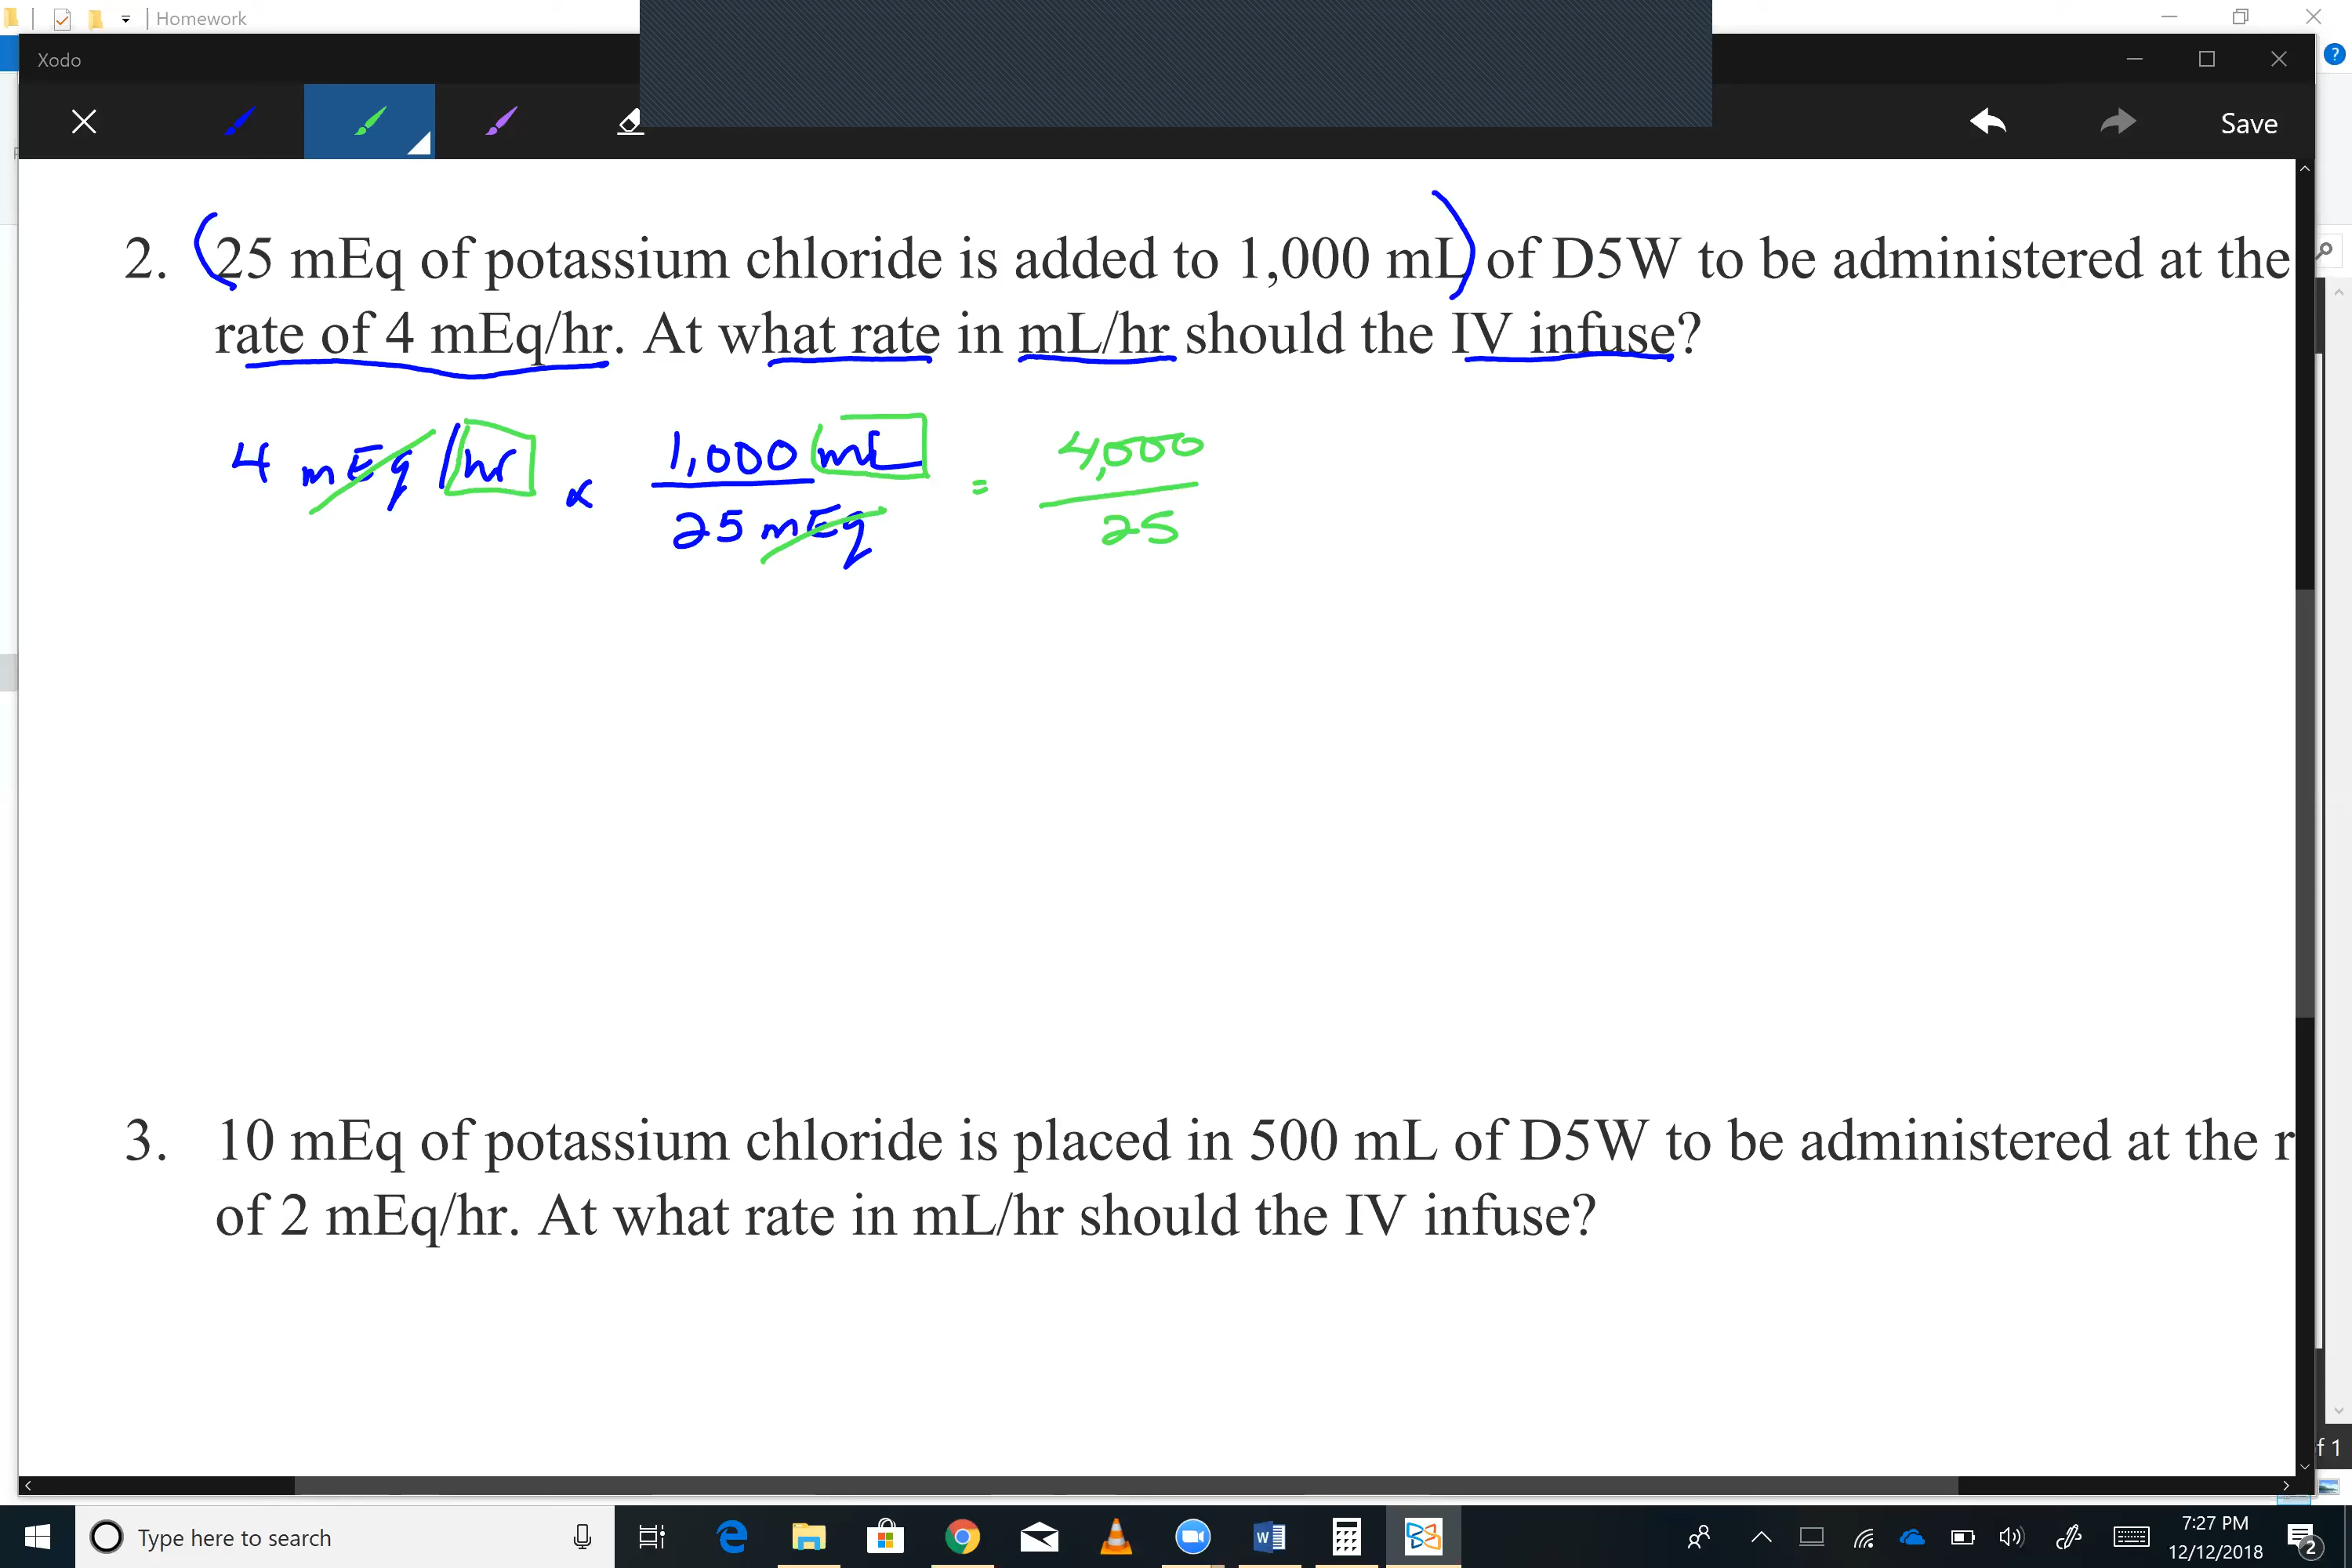 Homework
Xodo
Save
2. 25 mEq of potassium chloride is added to 1,000 mL of D5W to be administered at the
rate of 4 mEq/hr. At what rate in mL/hr should the IV infuse?
4 mEq/hr × 1,000 mL / 25 mEq = 4,000 / 25
3. 10 mEq of potassium chloride is placed in 500 mL of D5W to be administered at the r
of 2 mEq/hr. At what rate in mL/hr should the IV infuse?
f 1
Type here to search
7:27 PM
12/12/2018
2